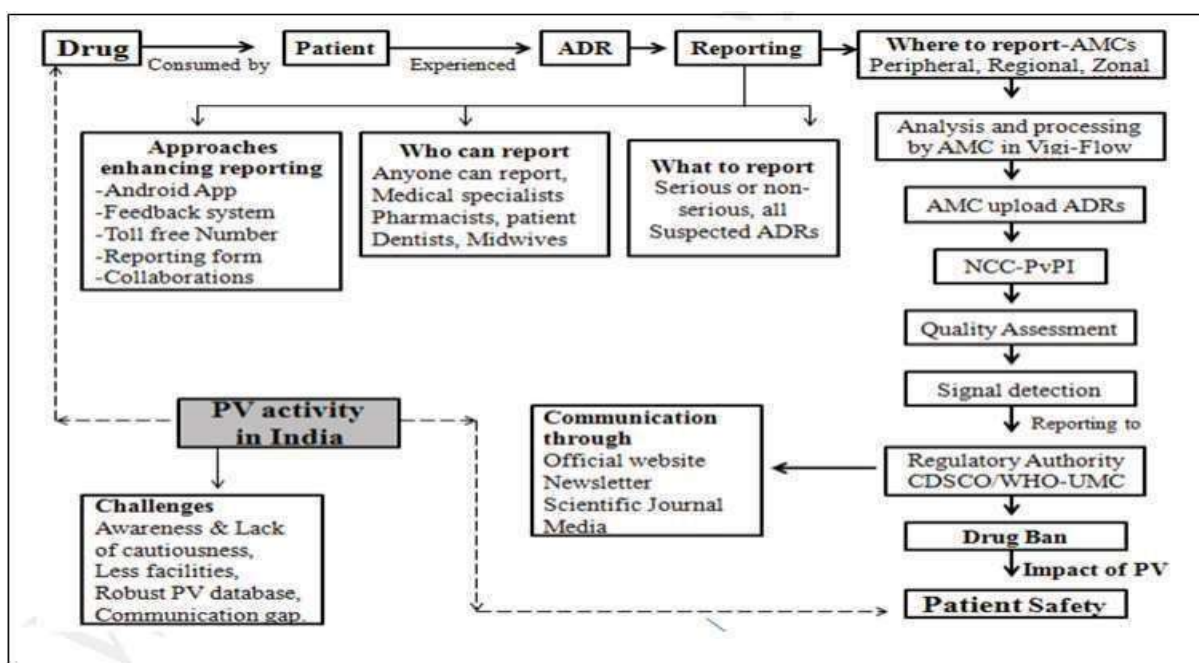 Drug
Consumed by
Patient
Experienced
ADR
Reporting
Where to report-AMCs
Peripheral, Regional, Zonal
Approaches
enhancing reporting
-Android App
-Feedback system
-Toll free Number
-Reporting form
-Collaborations
Who can report
Anyone can report,
Medical specialists
Pharmacists, patient
Dentists, Midwives
What to report
Serious or non-
serious, all
Suspected ADRs
Analysis and processing
by AMC in Vigi-Flow
AMC upload ADRs
NCC-PvPI
Quality Assessment
Signal detection
Reporting to
Regulatory Authority
CDSCO/WHO-UMC
Communication
through
Official website
Newsletter
Scientific Journal
Media
Drug Ban
Impact of PV
Patient Safety
PV activity
in India
Challenges
Awareness & Lack
of cautiousness,
Less facilities,
Robust PV database,
Communication gap.